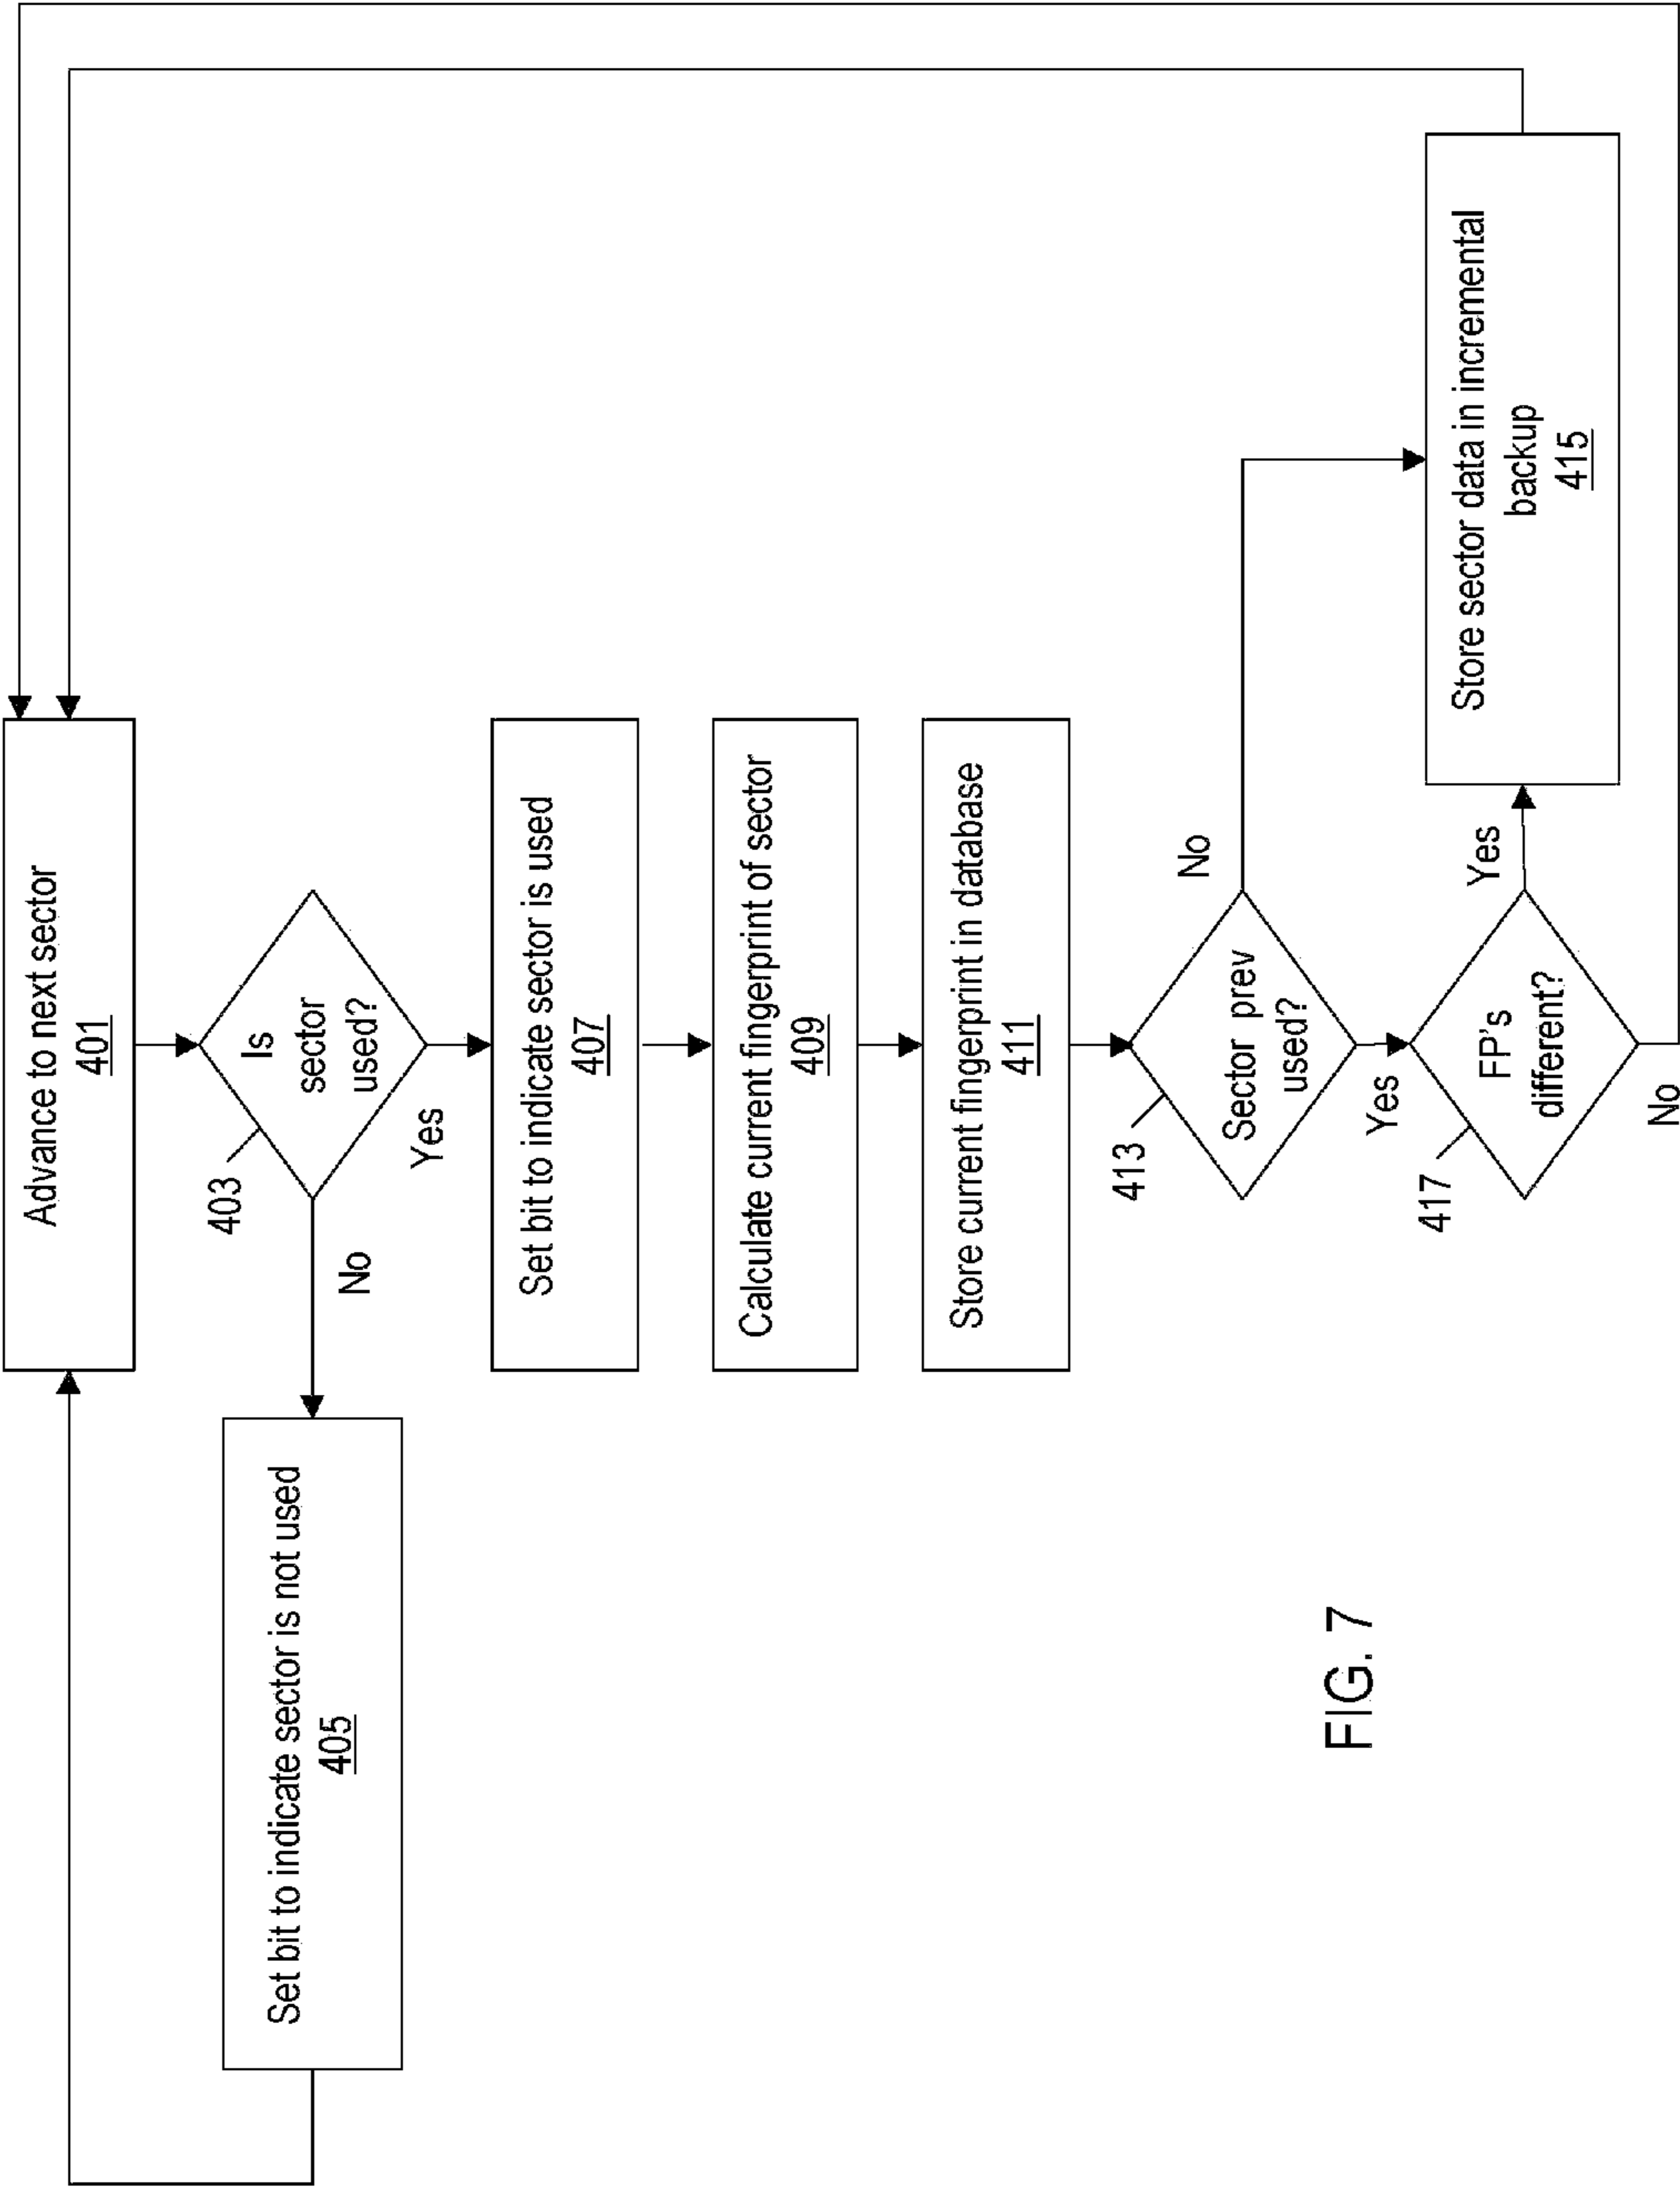 Advance to next sector
401
Is
sector
used?
403
No
Yes
Set bit to indicate sector is not used
405
Set bit to indicate sector is used
407
Calculate current fingerprint of sector
409
Store current fingerprint in database
411
Sector prev
used?
413
No
Yes
Store sector data in incremental
backup
415
FP's
different?
417
Yes
No
FIG. 7